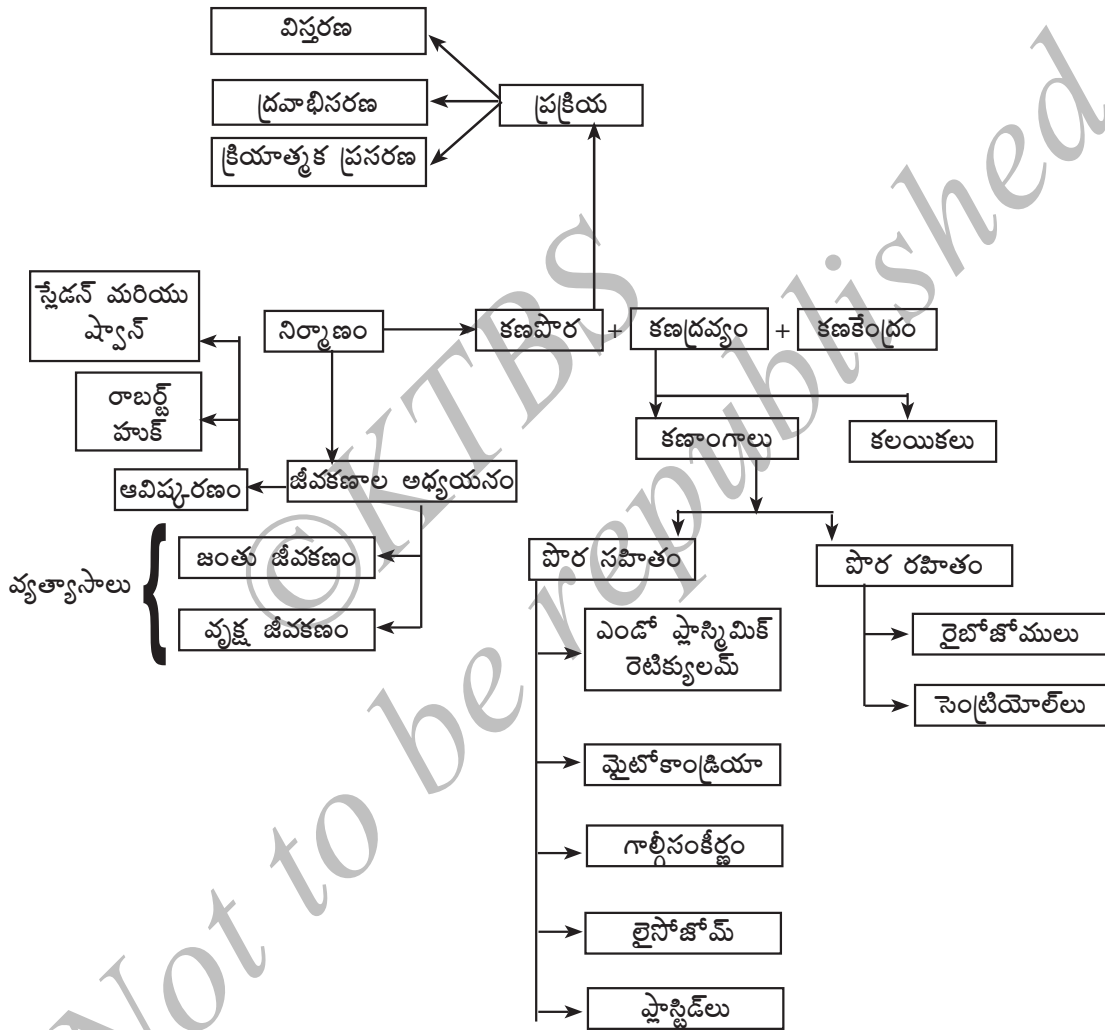 విస్తరణ
ద్రవాభిసరణ
ప్రక్రియ
క్రియాత్మక ప్రసరణ
స్లేడన్ మరియు
ష్వాన్
నిర్మాణం
కణపొర + కణద్రవ్యం + కణకేంద్రం
రాబర్ట్
హుక్
కణాంగాలు
కలయికలు
ఆవిష్కరణం
జీవకణాల అధ్యయనం
వ్యత్యాసాలు {
జంతు జీవకణం
వృక్ష జీవకణం
పొర సహితం
పొర రహితం
ఎండో ప్లాస్మిమిక్
రెటిక్యులమ్
రైబోజోములు
సెంట్రియోల్‌లు
మైటోకాండ్రియా
గాల్గీసంకీర్ణం
లైసోజోమ్
ప్లాస్టిడ్‌లు
©KTBS
Not to be republished